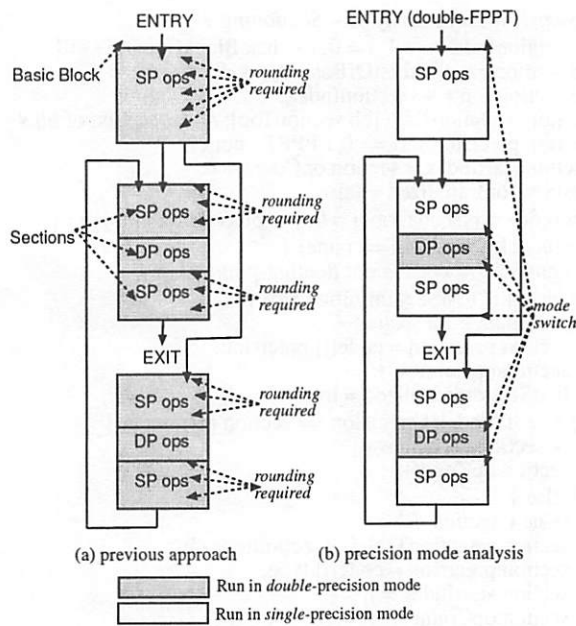 ENTRY
ENTRY (double-FPPT)
Basic Block
SP ops
rounding
required
SP ops
Sections
SP ops
DP ops
SP ops
rounding
required
rounding
required
SP ops
DP ops
SP ops
mode
switch
EXIT
EXIT
SP ops
DP ops
SP ops
rounding
required
rounding
required
SP ops
DP ops
SP ops
(a) previous approach
(b) precision mode analysis
Run in double-precision mode
Run in single-precision mode